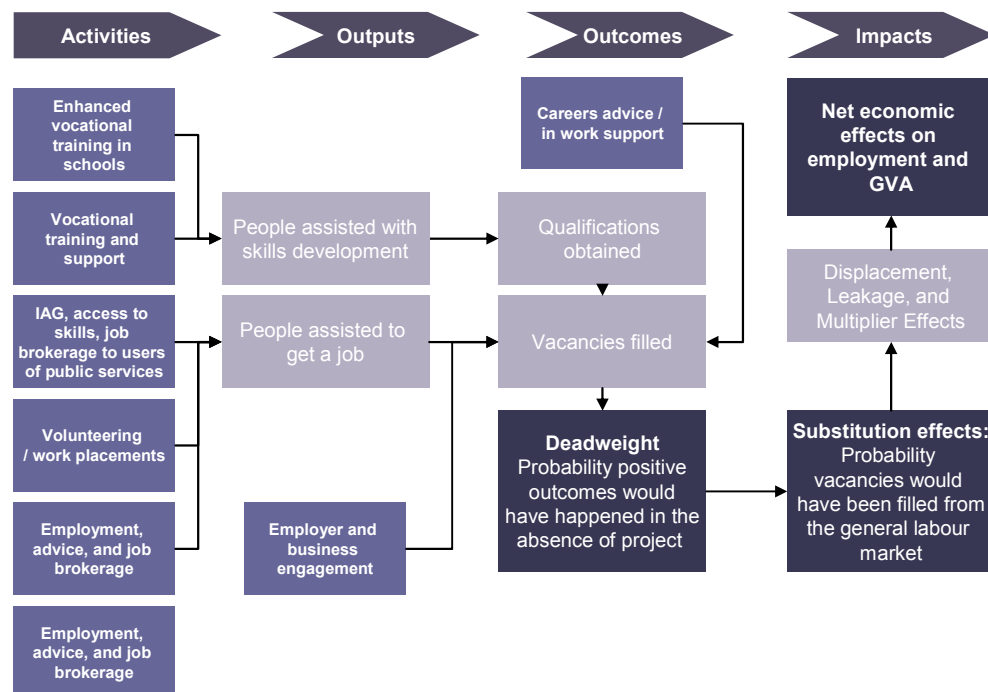 Activities
Outputs
Outcomes
Impacts
Enhanced
vocational
training in
schools
Careers advice /
in work support
Net economic
effects on
employment and
GVA
Vocational
training and
support
People assisted with
skills development
Qualifications
obtained
Displacement,
Leakage, and
Multiplier Effects
IAG, access to
skills, job
brokerage to users
of public services
People assisted to
get a job
Vacancies filled
Volunteering
/ work placements
Deadweight
Probability positive
outcomes would
have happened in the
absence of project
Substitution effects:
Probability
vacancies would
have been filled from
the general labour
market
Employment,
advice, and job
brokerage
Employer and
business
engagement
Employment,
advice, and job
brokerage